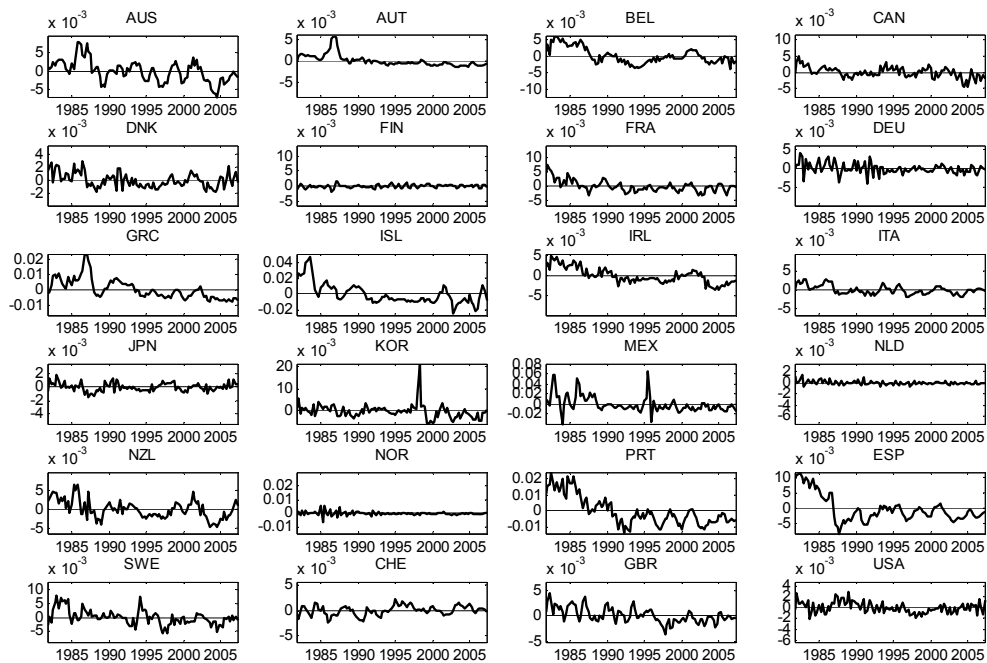 AUS
x 10⁻³
5
0
-5
1985 1990 1995 2000 2005
AUT
x 10⁻³
5
0
-5
1985 1990 1995 2000 2005
BEL
x 10⁻³
5
0
-5
-10
1985 1990 1995 2000 2005
CAN
x 10⁻³
10
5
0
-5
1985 1990 1995 2000 2005
DNK
x 10⁻³
4
2
0
-2
1985 1990 1995 2000 2005
FIN
x 10⁻³
10
5
0
-5
1985 1990 1995 2000 2005
FRA
x 10⁻³
10
5
0
-5
1985 1990 1995 2000 2005
DEU
x 10⁻³
5
0
-5
1985 1990 1995 2000 2005
GRC
0.02
0.01
0
-0.01
1985 1990 1995 2000 2005
ISL
0.04
0.02
0
-0.02
1985 1990 1995 2000 2005
IRL
x 10⁻³
5
0
-5
1985 1990 1995 2000 2005
ITA
x 10⁻³
5
0
-5
1985 1990 1995 2000 2005
JPN
x 10⁻³
2
0
-2
-4
1985 1990 1995 2000 2005
KOR
x 10⁻³
20
10
0
1985 1990 1995 2000 2005
MEX
0.08
0.06
0.04
0.02
0
-0.02
1985 1990 1995 2000 2005
NLD
x 10⁻³
2
0
-2
-4
-6
1985 1990 1995 2000 2005
NZL
x 10⁻³
5
0
-5
1985 1990 1995 2000 2005
NOR
0.02
0.01
0
-0.01
1985 1990 1995 2000 2005
PRT
0.02
0.01
0
-0.01
1985 1990 1995 2000 2005
ESP
x 10⁻³
10
5
0
-5
1985 1990 1995 2000 2005
SWE
x 10⁻³
10
5
0
-5
1985 1990 1995 2000 2005
CHE
x 10⁻³
5
0
-5
1985 1990 1995 2000 2005
GBR
x 10⁻³
5
0
-5
1985 1990 1995 2000 2005
USA
x 10⁻³
4
2
0
-2
-4
-6
1985 1990 1995 2000 2005